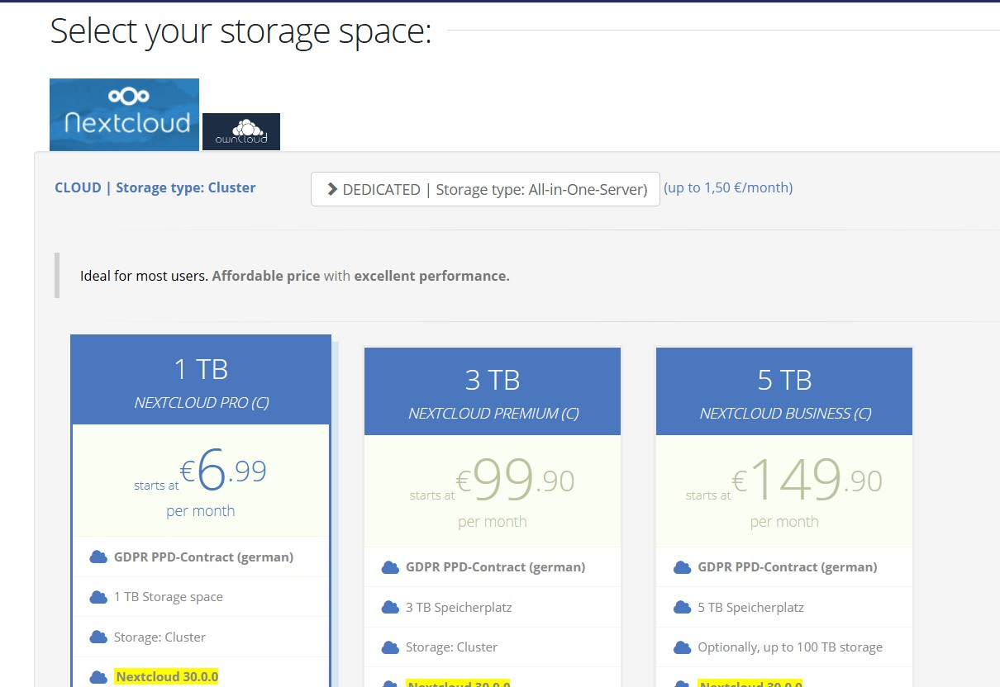 Select your storage space:
Nextcloud
ownCloud
CLOUD | Storage type: Cluster
DEDICATED | Storage type: All-in-One-Server)
(up to 1,50 €/month)
Ideal for most users. Affordable price with excellent performance.
1 TB
NEXTCLOUD PRO (C)
starts at €6.99
per month
GDPR PPD-Contract (german)
1 TB Storage space
Storage: Cluster
Nextcloud 30.0.0
3 TB
NEXTCLOUD PREMIUM (C)
starts at €99.90
per month
GDPR PPD-Contract (german)
3 TB Speicherplatz
Storage: Cluster
Nextcloud 30.0.0
5 TB
NEXTCLOUD BUSINESS (C)
starts at €149.90
per month
GDPR PPD-Contract (german)
5 TB Speicherplatz
Optionally, up to 100 TB storage
Nextcloud 30.0.0